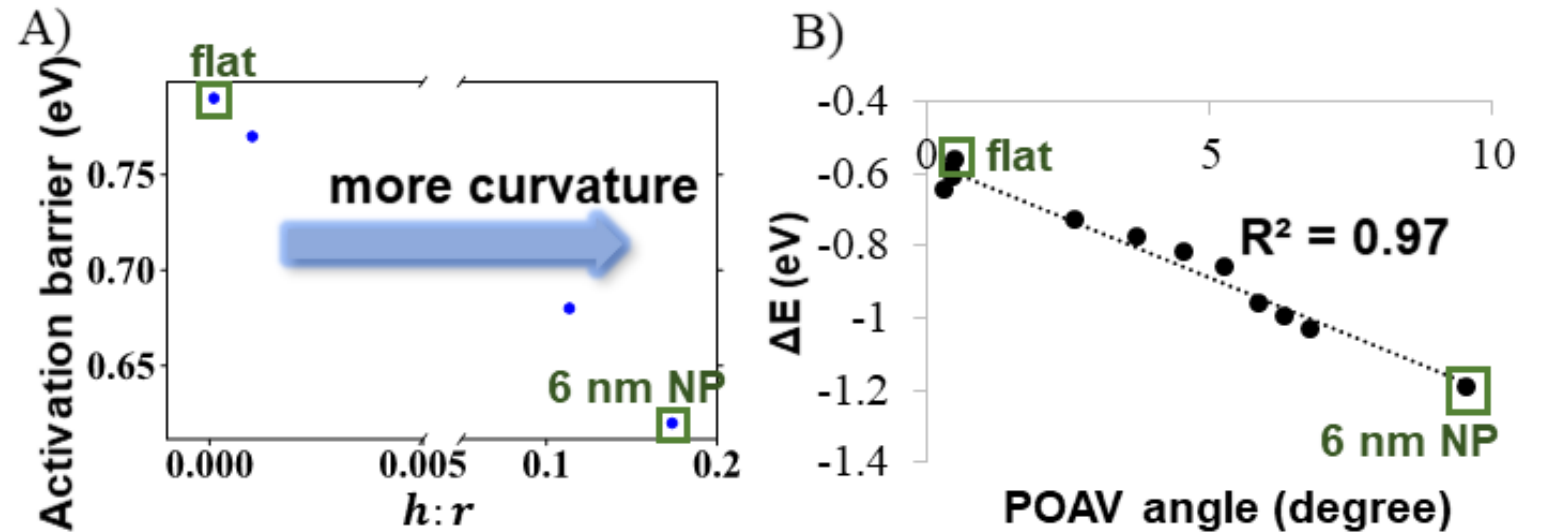 A)
flat
Activation barrier (eV)
0.75
0.70
0.65
more curvature
6 nm NP
0.000
0.005
0.1
0.2
h:r
B)
-0.4
-0.6
-0.8
-1
-1.2
-1.4
0
5
10
flat
R² = 0.97
ΔE (eV)
6 nm NP
POAV angle (degree)